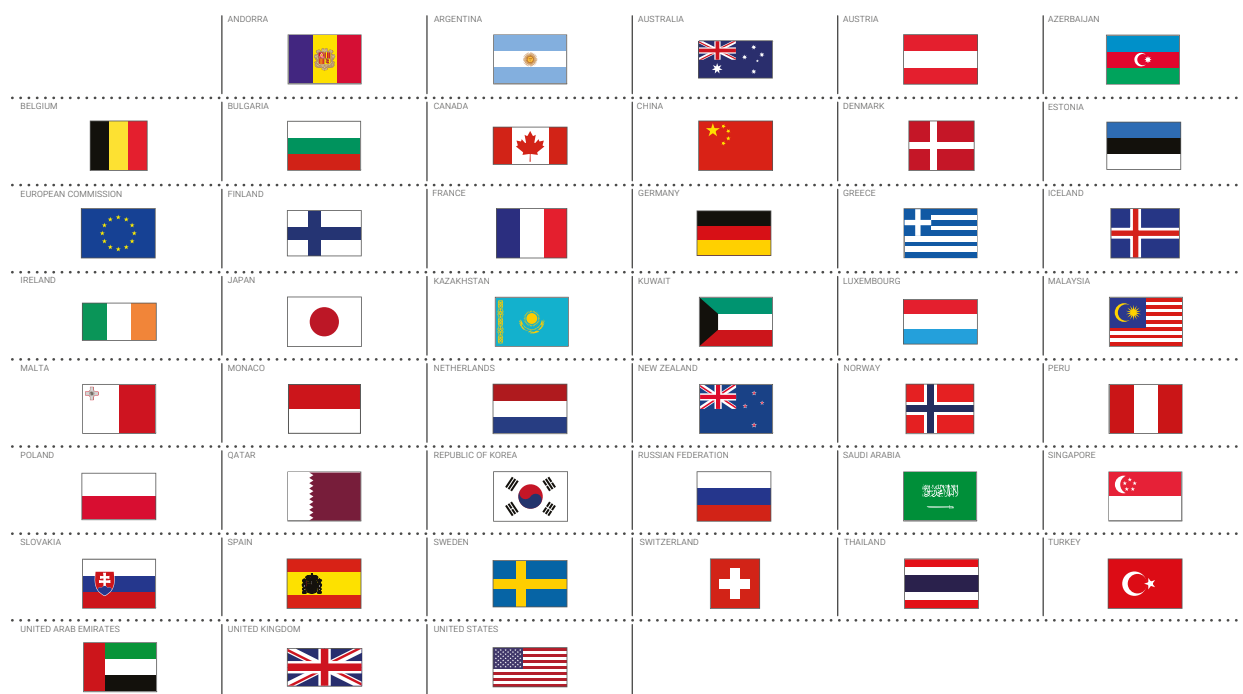 ANDORRA
ARGENTINA
AUSTRALIA
AUSTRIA
AZERBAIJAN
BELGIUM
BULGARIA
CANADA
CHINA
DENMARK
ESTONIA
EUROPEAN COMMISSION
FINLAND
FRANCE
GERMANY
GREECE
ICELAND
IRELAND
JAPAN
KAZAKHSTAN
KUWAIT
LUXEMBOURG
MALAYSIA
MALTA
MONACO
NETHERLANDS
NEW ZEALAND
NORWAY
PERU
POLAND
QATAR
REPUBLIC OF KOREA
RUSSIAN FEDERATION
SAUDI ARABIA
SINGAPORE
SLOVAKIA
SPAIN
SWEDEN
SWITZERLAND
THAILAND
TURKEY
UNITED ARAB EMIRATES
UNITED KINGDOM
UNITED STATES